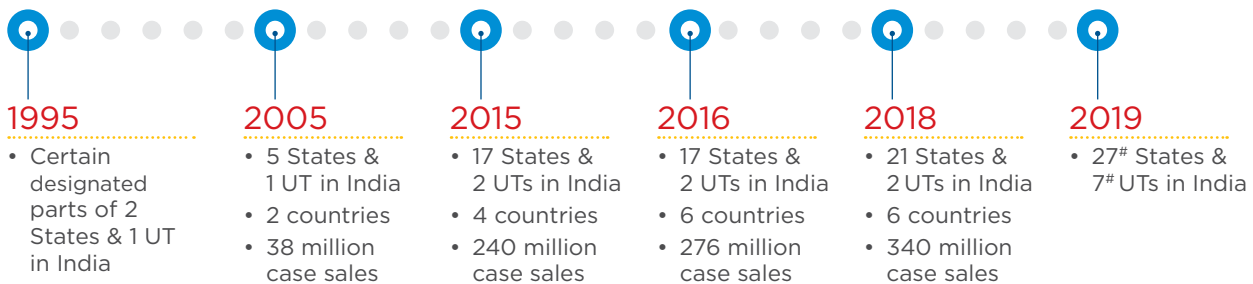 1995
• Certain
designated
parts of 2
States & 1 UT
in India
2005
• 5 States &
1 UT in India
• 2 countries
• 38 million
case sales
2015
• 17 States &
2 UTs in India
• 4 countries
• 240 million
case sales
2016
• 17 States &
2 UTs in India
• 6 countries
• 276 million
case sales
2018
• 21 States &
2 UTs in India
• 6 countries
• 340 million
case sales
2019
• 27# States &
7# UTs in India